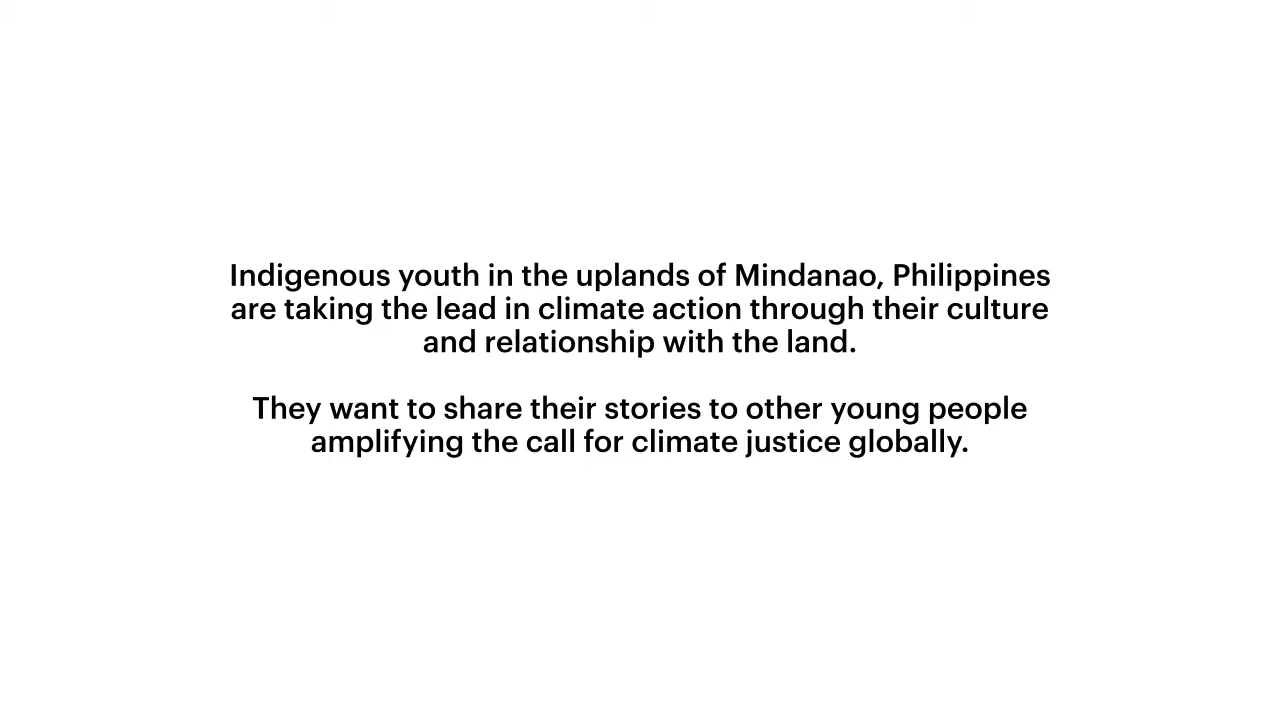 Indigenous youth in the uplands of Mindanao, Philippines
are taking the lead in climate action through their culture
and relationship with the land.
They want to share their stories to other young people
amplifying the call for climate justice globally.